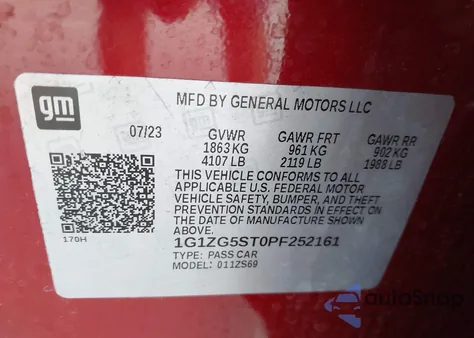 gm
MFD BY GENERAL MOTORS LLC
07/23 GVWR GAWR FRT GAWR RR
1863 KG 961 KG 902 KG
4107 LB 2119 LB 1988 LB
THIS VEHICLE CONFORMS TO ALL
APPLICABLE U.S. FEDERAL MOTOR
VEHICLE SAFETY, BUMPER, AND THEFT
PREVENTION STANDARDS IN EFFECT ON
THE DATE OF MANUFACTURE SHOWN
ABOVE.
170H
1G1ZG5ST0PF252161
TYPE: PASS CAR
MODEL: 011ZS69
autoSnap